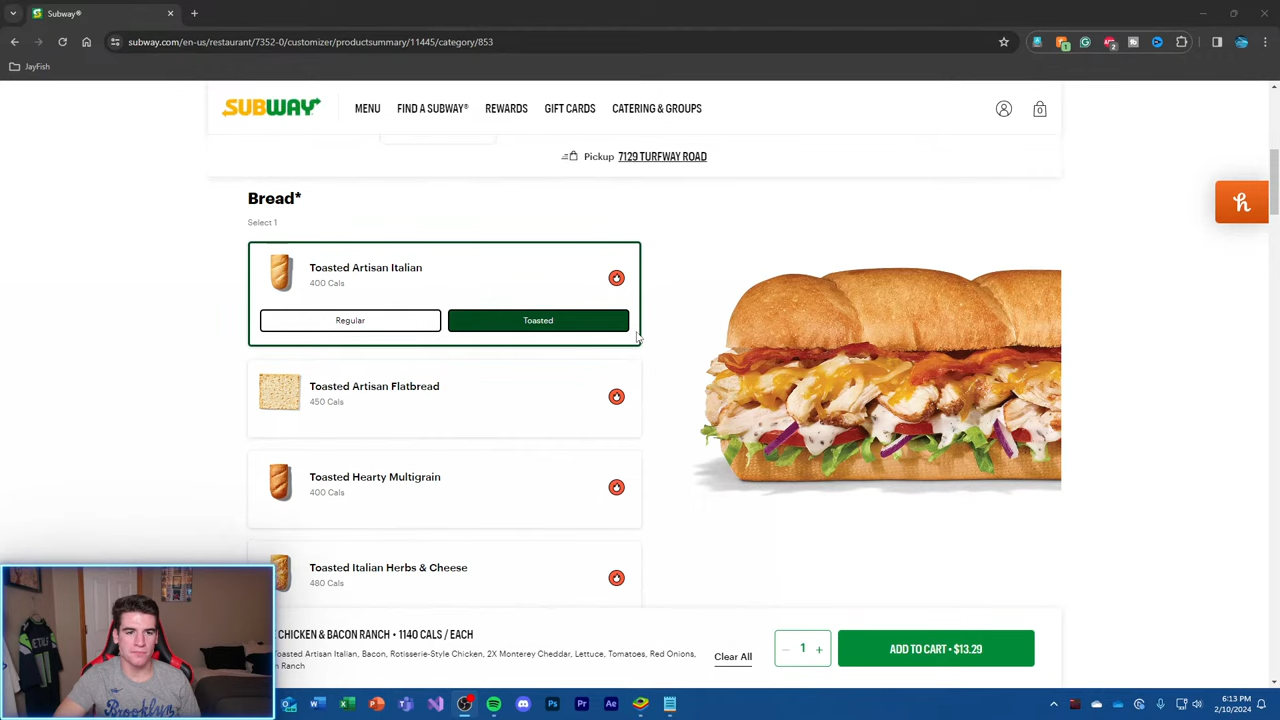 Subway®
subway.com/en-us/restaurant/7352-0/customizer/productsummary/11445/category/853
JayFish
SUBWAY
MENU
FIND A SUBWAY®
REWARDS
GIFT CARDS
CATERING & GROUPS
0
Pickup 7129 TURFWAY ROAD
Bread*
Select 1
Toasted Artisan Italian
400 Cals
Regular
Toasted
Toasted Artisan Flatbread
450 Cals
Toasted Hearty Multigrain
400 Cals
Toasted Italian Herbs & Cheese
480 Cals
CHICKEN & BACON RANCH • 1140 CALS / EACH
oasted Artisan Italian, Bacon, Rotisserie-Style Chicken, 2X Monterey Cheddar, Lettuce, Tomatoes, Red Onions,
n Ranch
Clear All
− 1 +
ADD TO CART • $13.29
Brooklyn
6:13 PM
2/10/2024